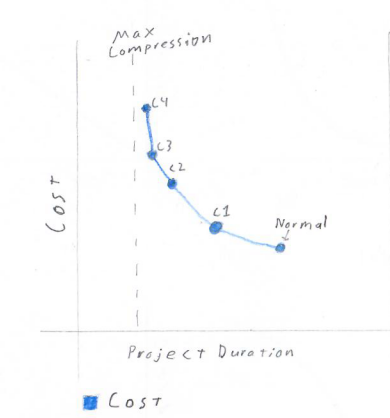 Max
Compression
C4
C3
C2
C1
Normal
Cost
Project Duration
Cost